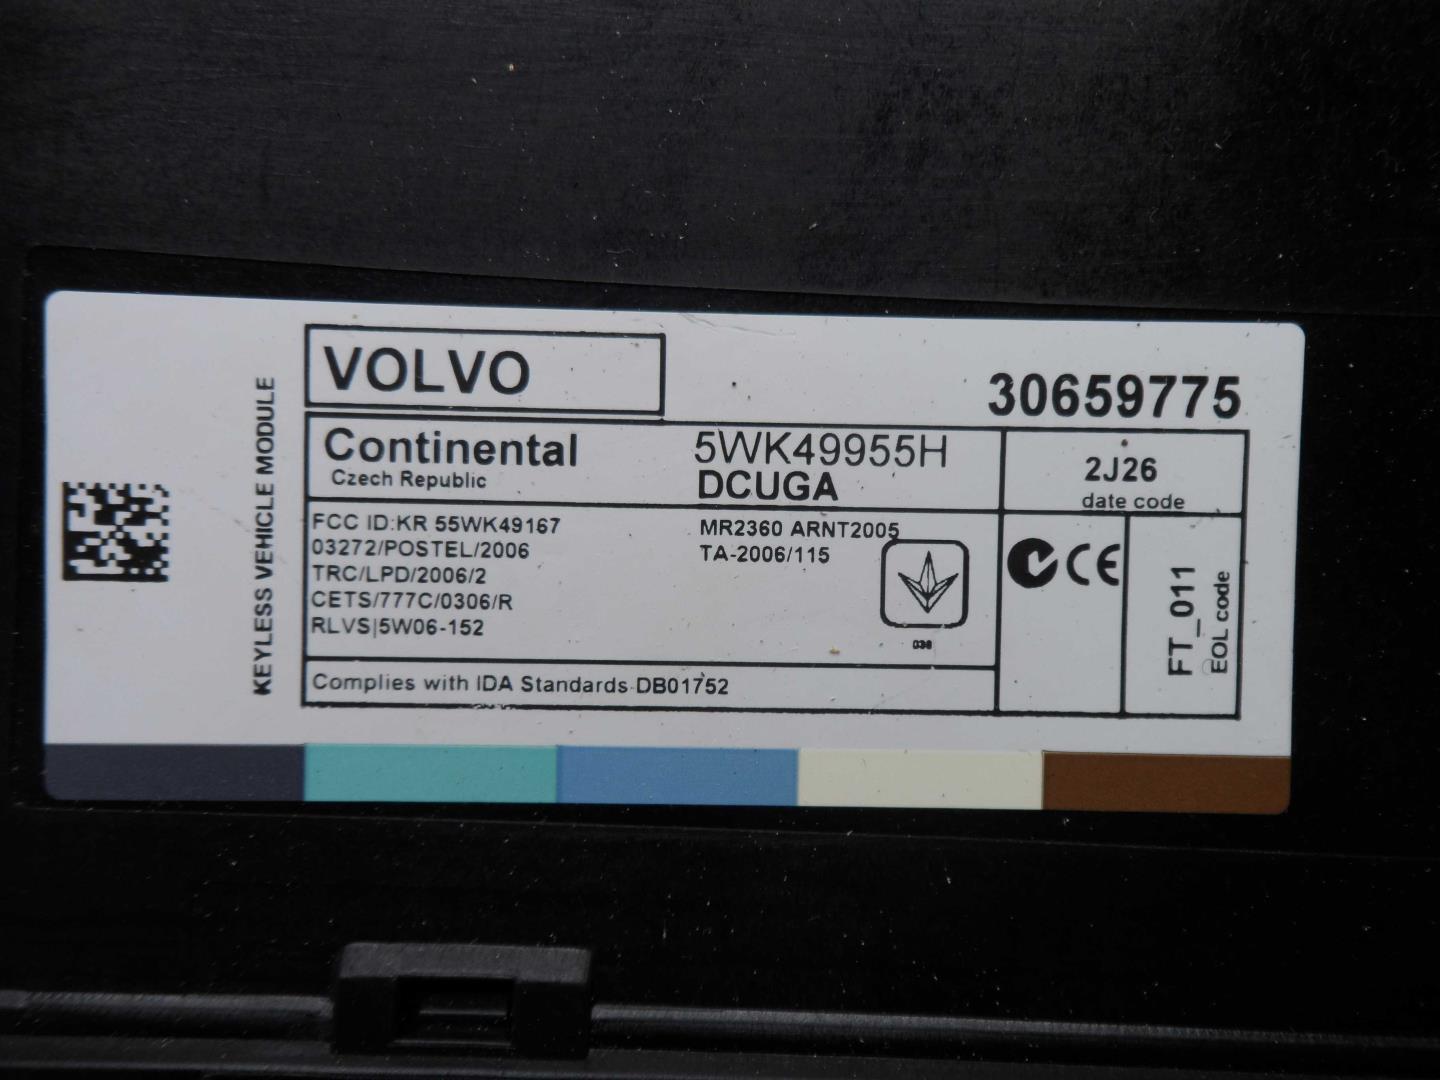 VOLVO
30659775
KEYLESS VEHICLE MODULE
Continental
Czech Republic
5WK49955H
DCUGA
2J26
date code
FCC ID:KR 55WK49167
03272/POSTEL/2006
TRC/LPD/2006/2
CETS/777C/0306/R
RLVS|5W06-152
MR2360 ARNT2005
TA-2006/115
CE
FT_011
EOL code
Complies with IDA Standards DB01752